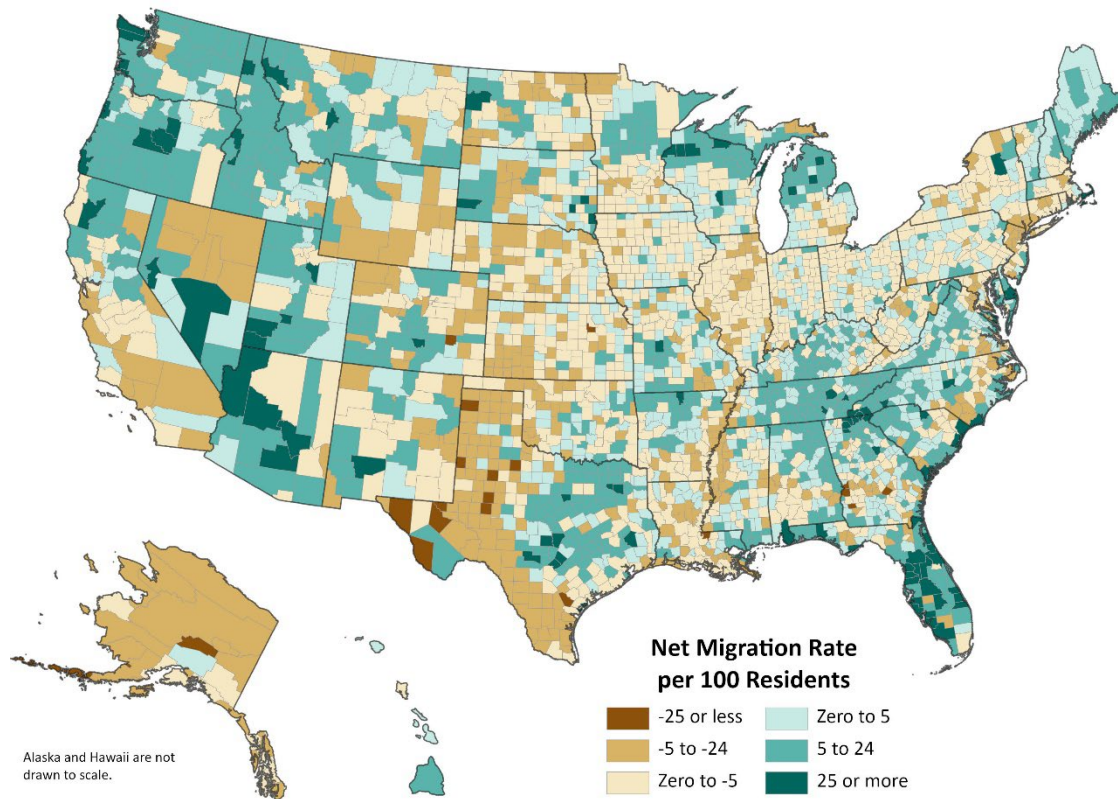 Net Migration Rate
per 100 Residents
-25 or less
Zero to 5
-5 to -24
5 to 24
Zero to -5
25 or more
Alaska and Hawaii are not
drawn to scale.